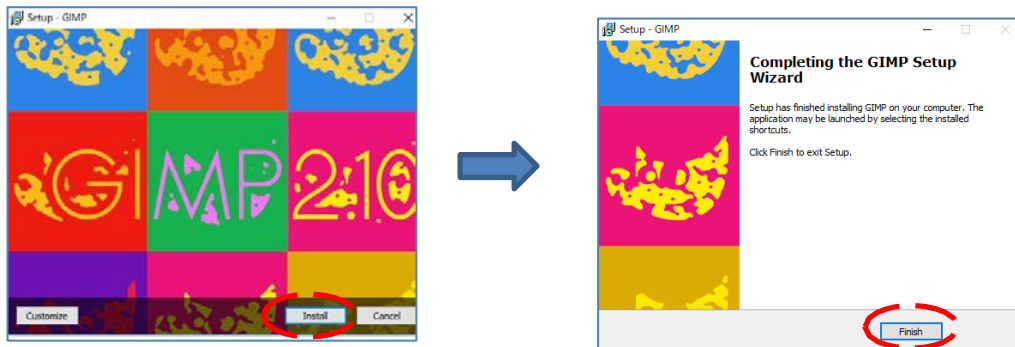 Setup - GIMP
GIMP 2.10
Customize
Install
Cancel
Setup - GIMP
Completing the GIMP Setup
Wizard
Setup has finished installing GIMP on your computer. The
application may be launched by selecting the installed
shortcuts.
Click Finish to exit Setup.
Finish